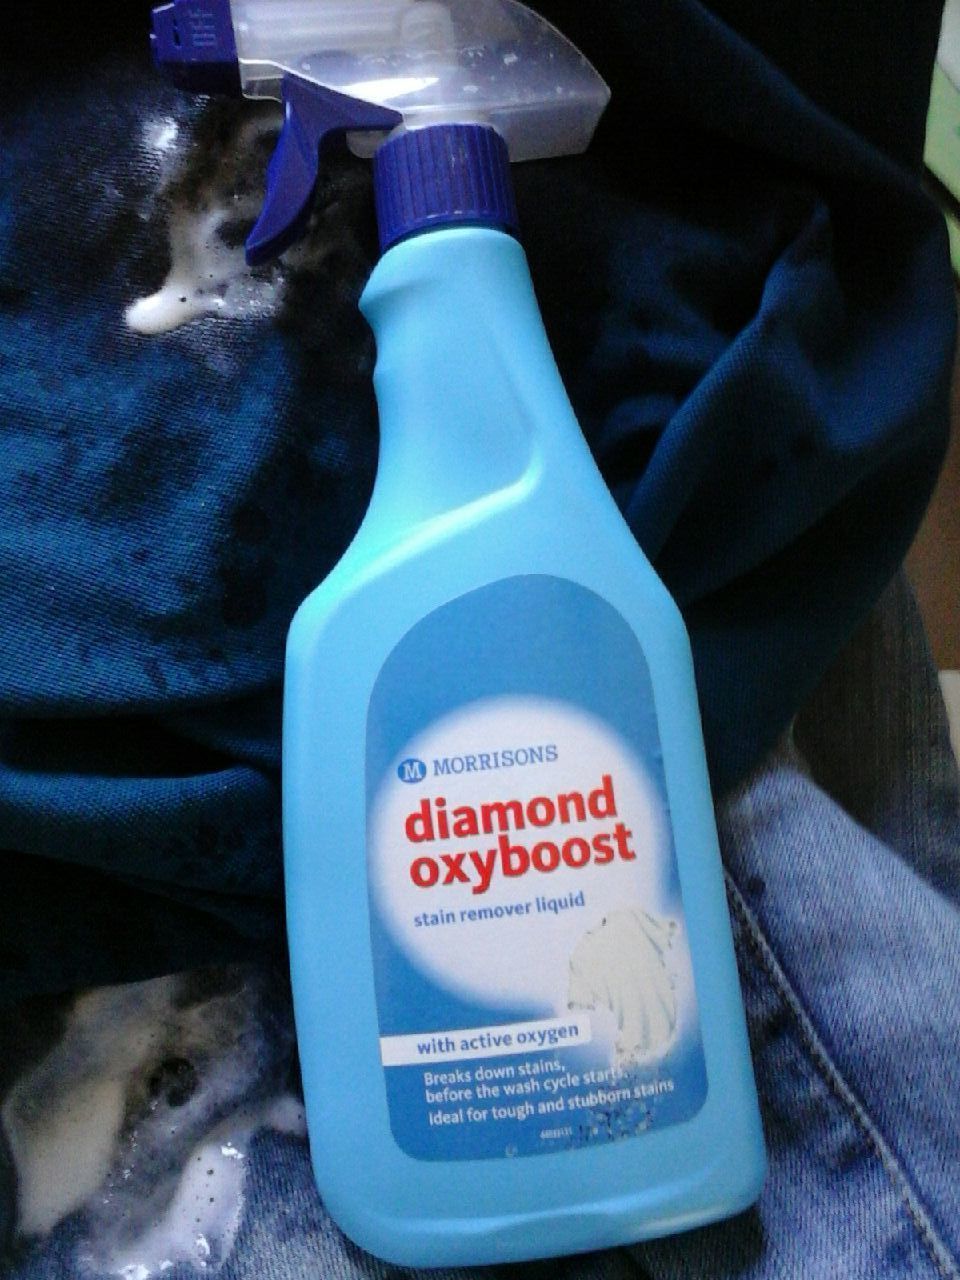 OFF
M MORRISONS
diamond
oxyboost
stain remover liquid
with active oxygen
Breaks down stains,
before the wash cycle starts.
Ideal for tough and stubborn stains